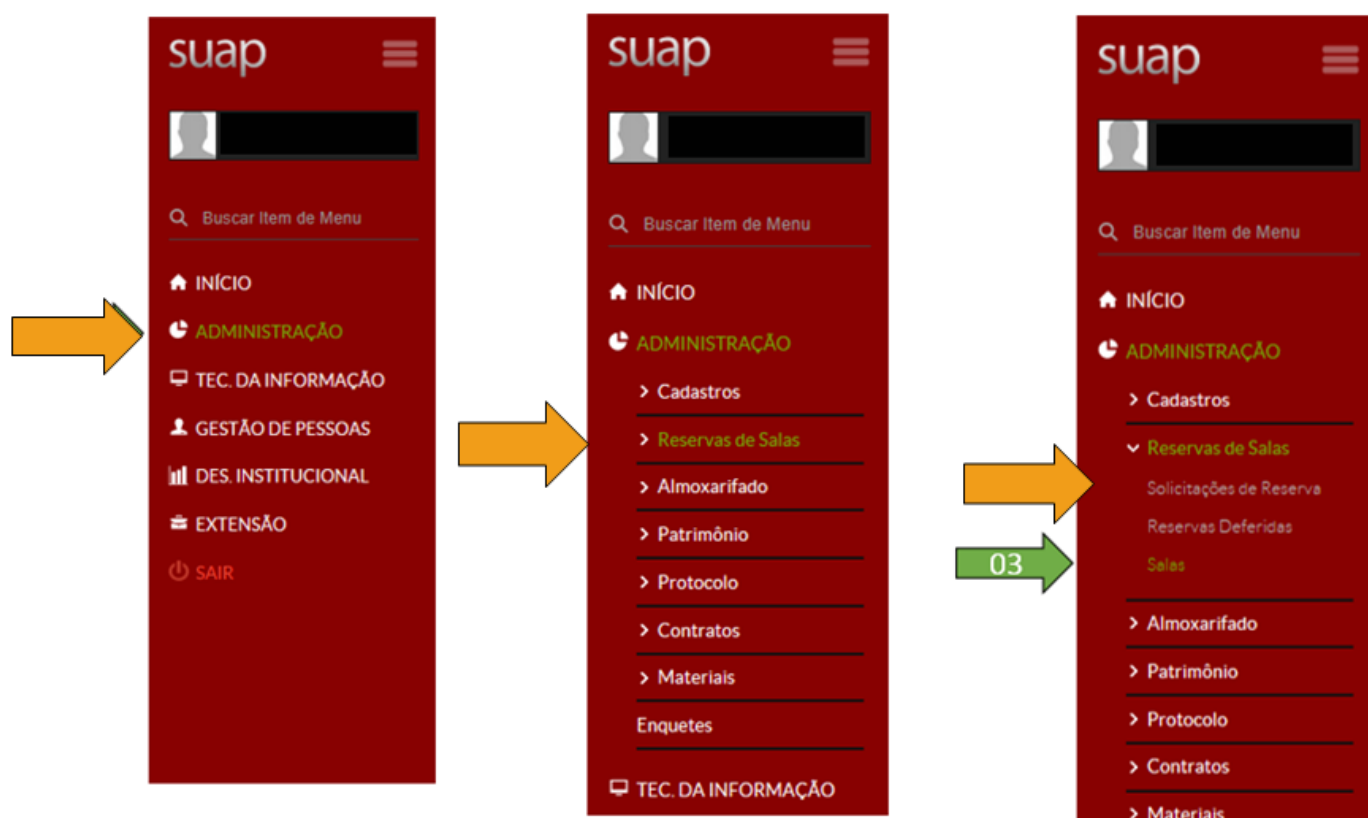 suap
Buscar Item de Menu
INÍCIO
ADMINISTRAÇÃO
TEC. DA INFORMAÇÃO
GESTÃO DE PESSOAS
DES. INSTITUCIONAL
EXTENSÃO
SAIR
suap
Buscar Item de Menu
INÍCIO
ADMINISTRAÇÃO
Cadastros
Reservas de Salas
Almoxarifado
Patrimônio
Protocolo
Contratos
Materiais
Enquetes
TEC. DA INFORMAÇÃO
suap
Buscar Item de Menu
INÍCIO
ADMINISTRAÇÃO
Cadastros
Reservas de Salas
Solicitações de Reserva
Reservas Deferidas
03
Salas
Almoxarifado
Patrimônio
Protocolo
Contratos
Materiais